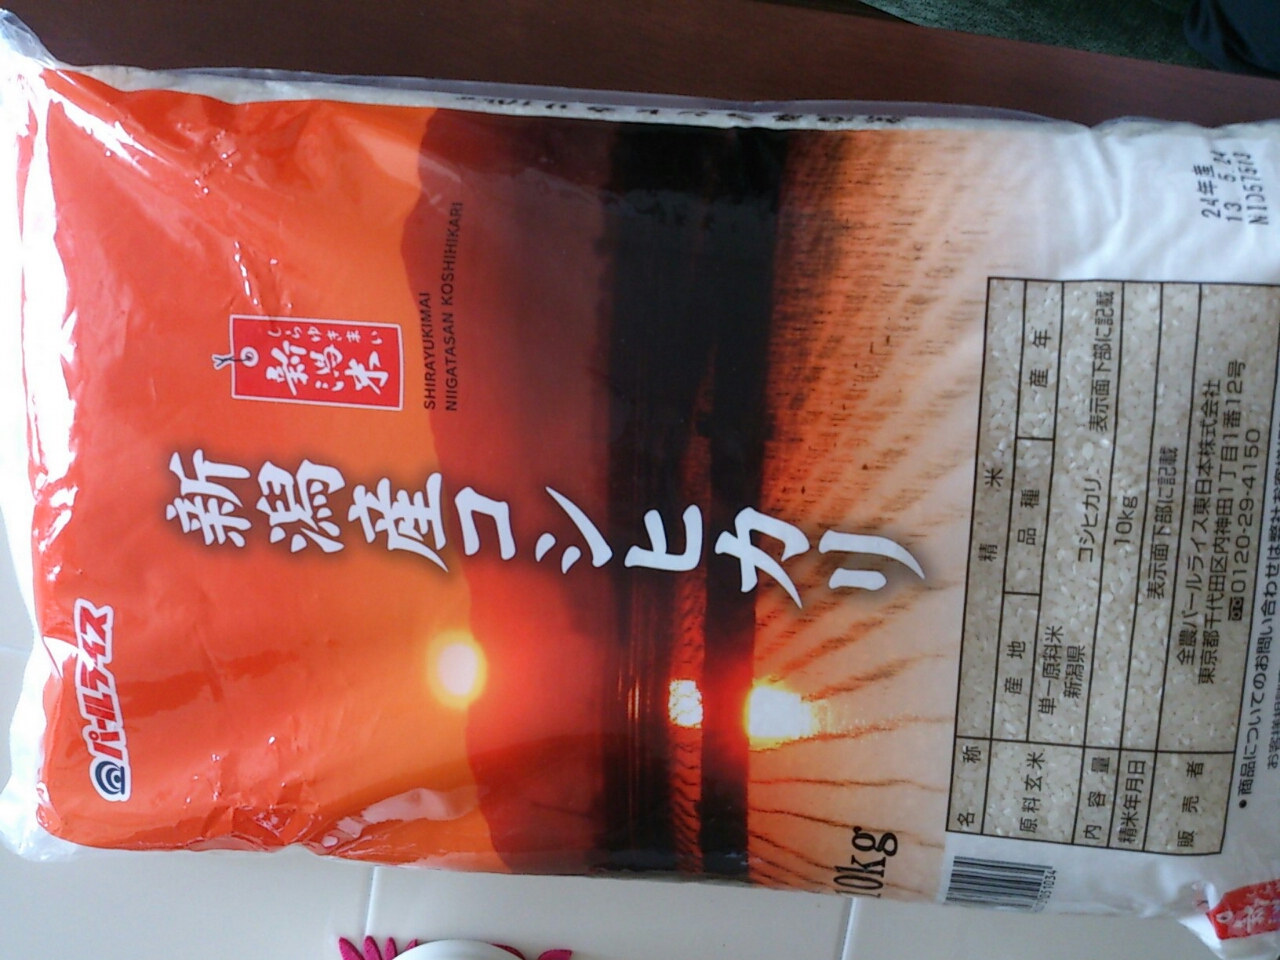 パールライス
新潟米
しらゆきまい
SHIRAYUKIMAI
NIIGATASAN KOSHIHIKARI
新潟産コシヒカリ
10kg
24年産
13. 5.24
名称 精米
原料玄米 産地 品種 産年
単一原料米
新潟県 コシヒカリ 表示面下部に記載
内容量 10kg
精米年月日 表示面下部に記載
販売者 全農パールライス東日本株式会社
東京都千代田区内神田1丁目1番12号
0120-29-4150
●商品についてのお問い合わせは